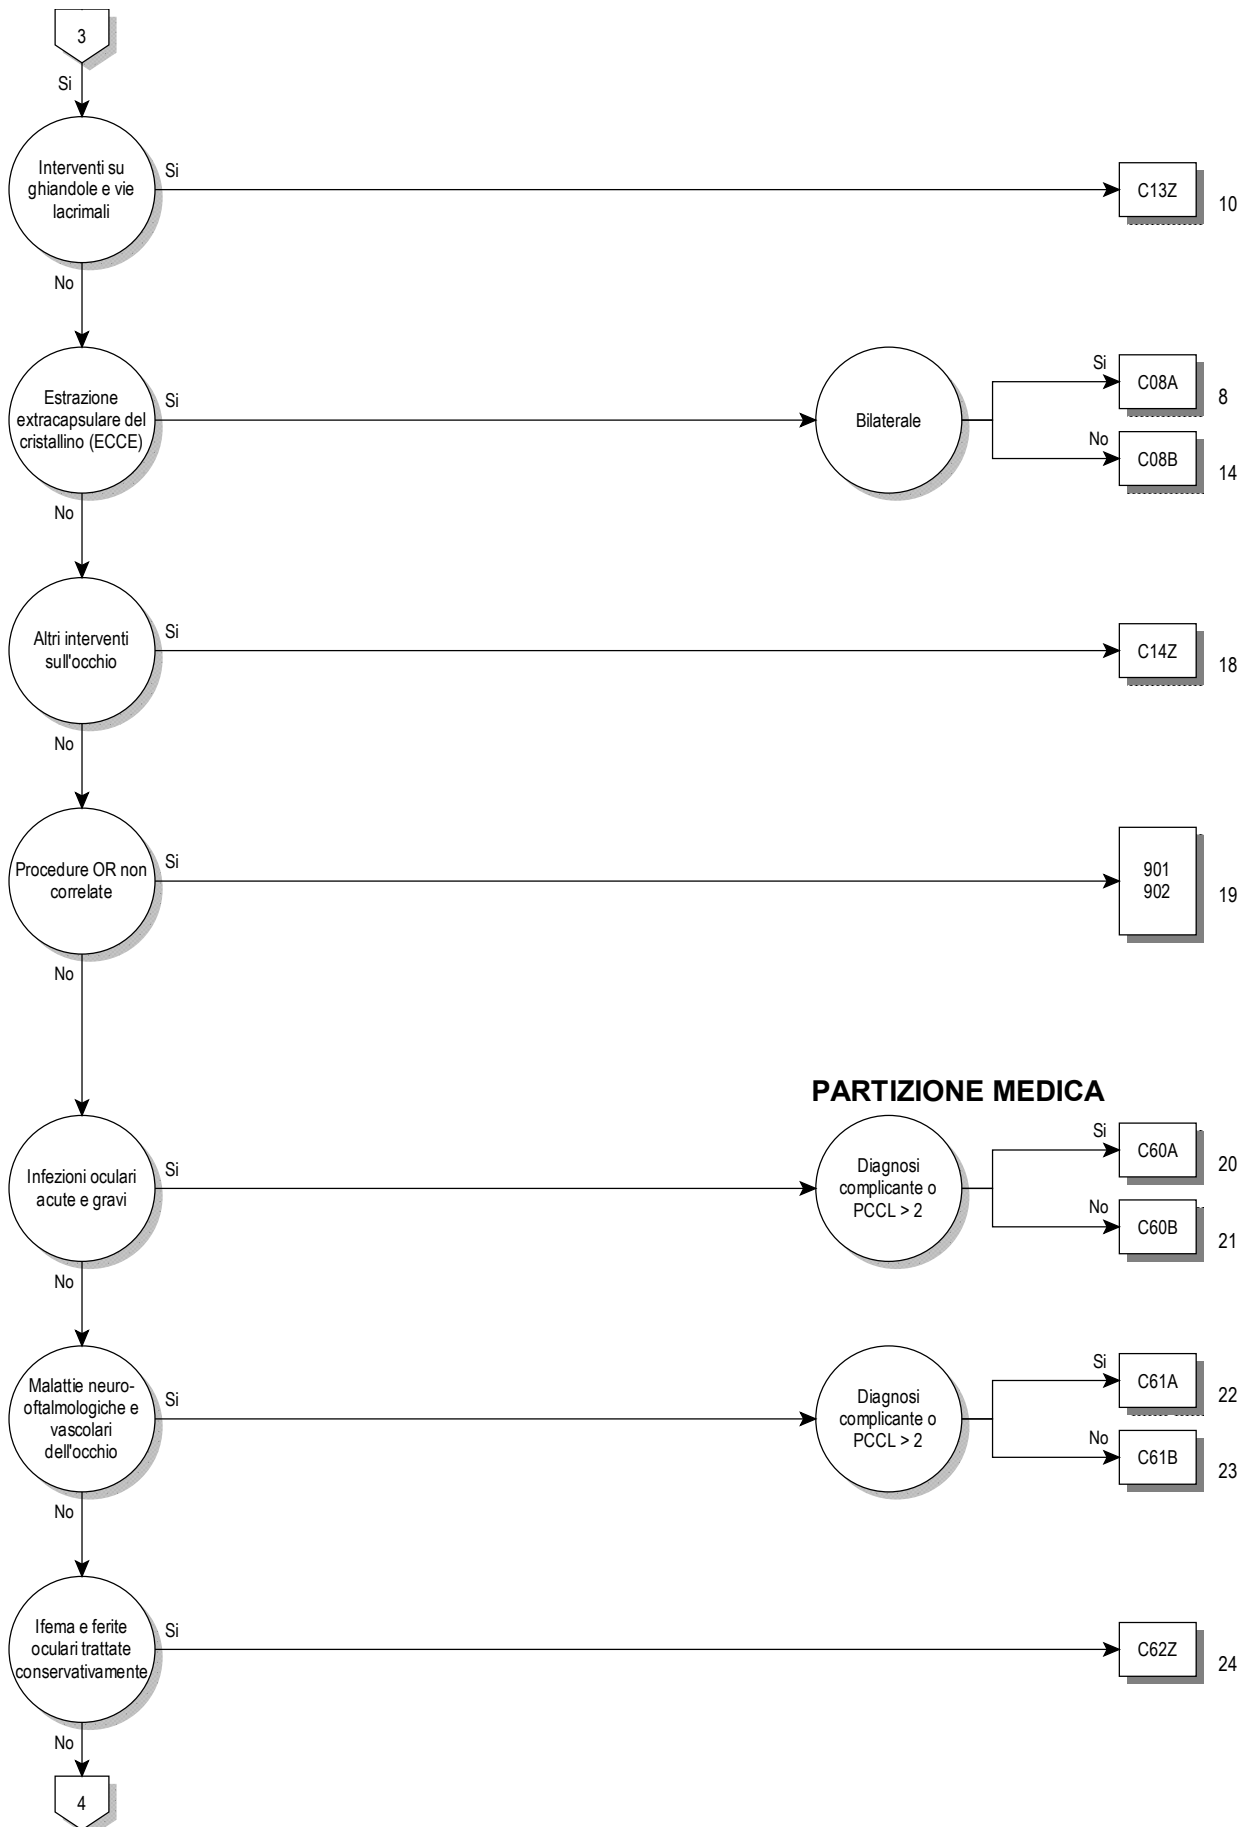 3
Si
Interventi su
ghiandole e vie
lacrimali
Si
C13Z
10
No
Estrazione
extracapsulare del
cristallino (ECCE)
Si
Bilaterale
Si
C08A
8
No
C08B
14
No
Altri interventi
sull'occhio
Si
C14Z
18
No
Procedure OR non
correlate
Si
901
902
19
No
PARTIZIONE MEDICA
Infezioni oculari
acute e gravi
Si
Diagnosi
complicante o
PCCL > 2
Si
C60A
20
No
C60B
21
No
Malattie neuro-
oftalmologiche e
vascolari
dell'occhio
Si
Diagnosi
complicante o
PCCL > 2
Si
C61A
22
No
C61B
23
No
Ifema e ferite
oculari trattate
conservativamente
Si
C62Z
24
No
4